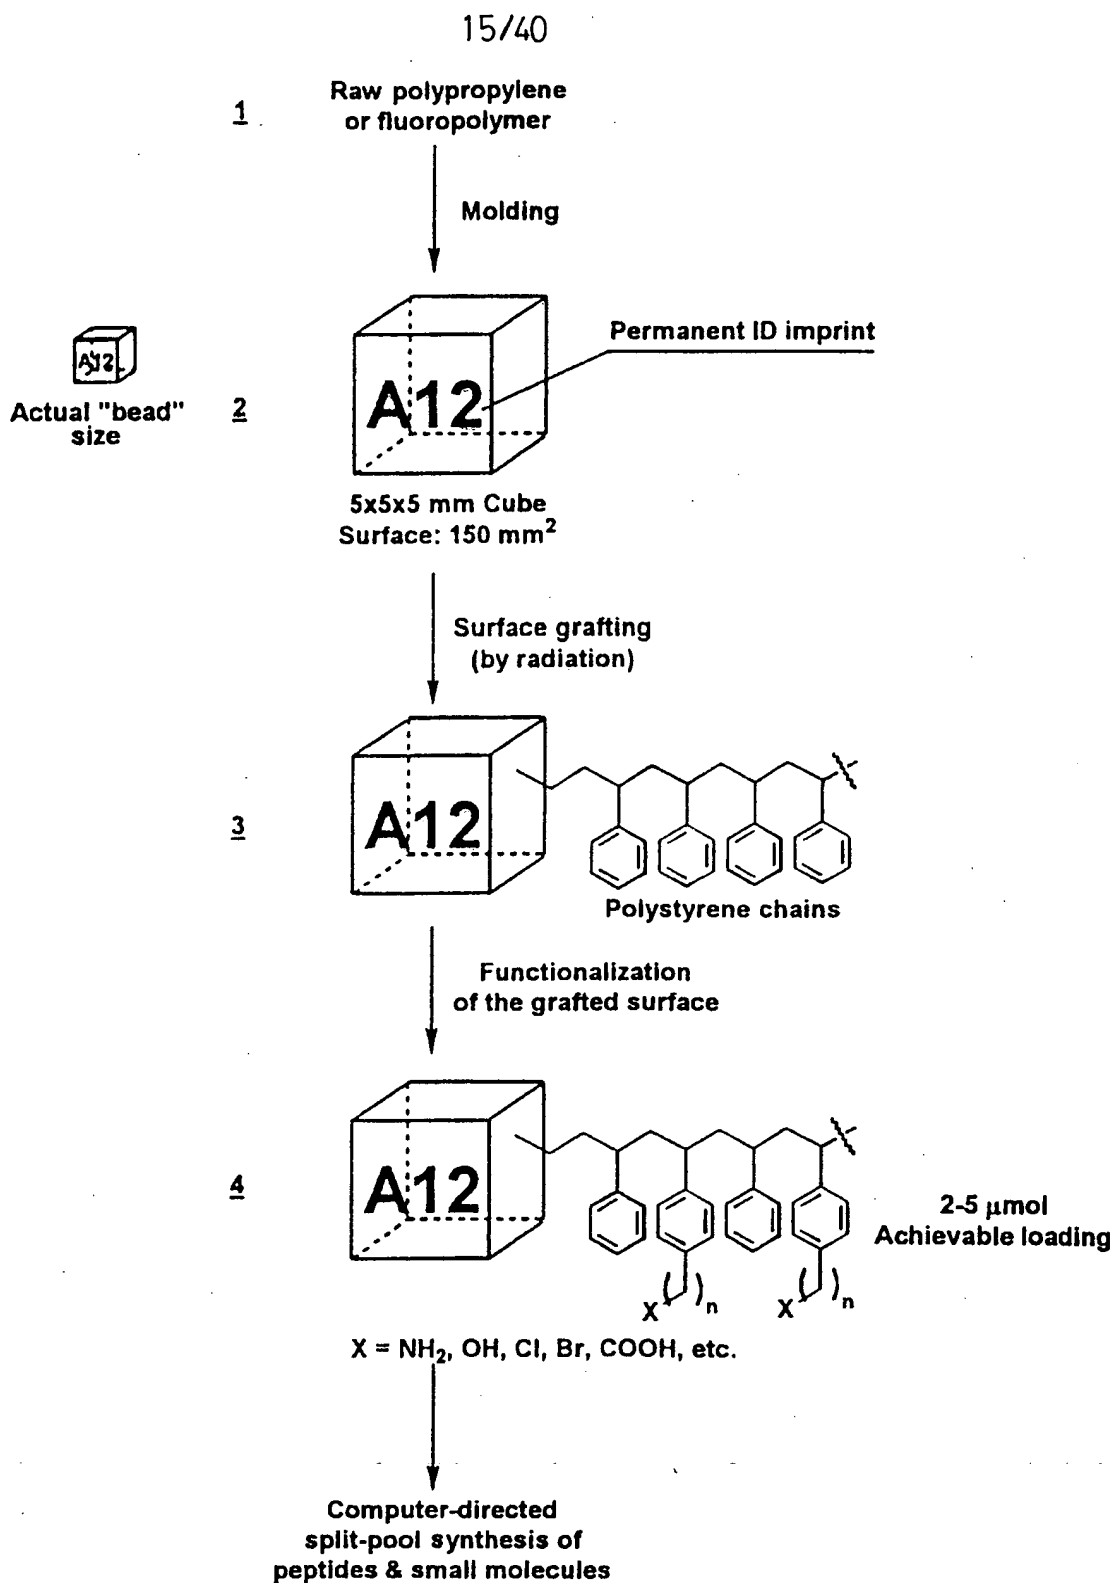 15/40
1
Raw polypropylene
or fluoropolymer
Molding
A12
Permanent ID imprint
A12
Actual "bead"
size
2
5x5x5 mm Cube
Surface: 150 mm²
Surface grafting
(by radiation)
3
A12
Polystyrene chains
Functionalization
of the grafted surface
4
A12
2-5 µmol
Achievable loading
X ( )n
X ( )n
X = NH₂, OH, Cl, Br, COOH, etc.
Computer-directed
split-pool synthesis of
peptides & small molecules